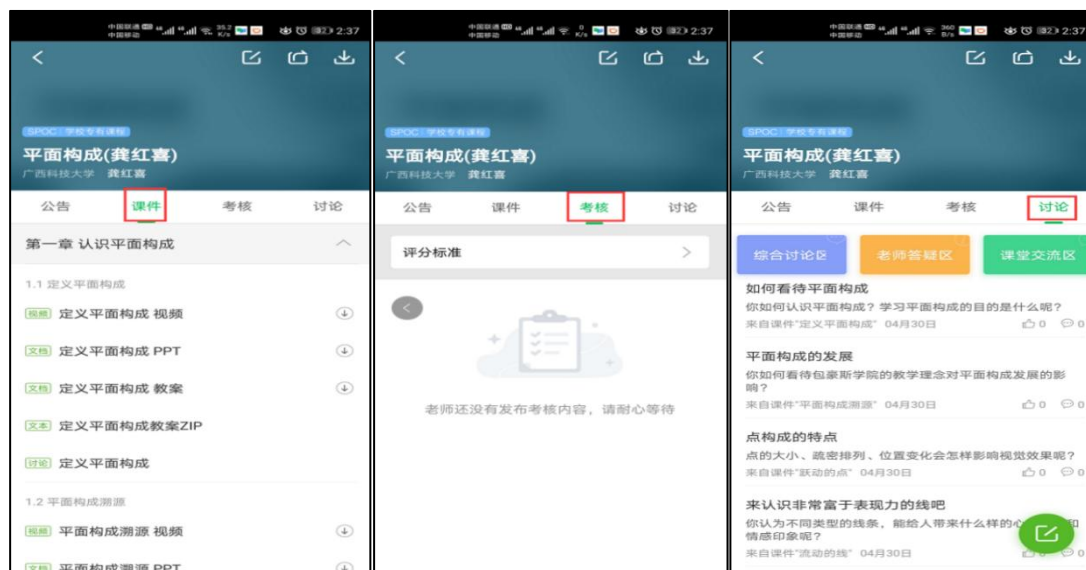 中国联通 HD 46 46 35.2 K/s 82 2:37
中国移动
SPOC | 学校专有课程
平面构成(龚红喜)
广西科技大学 龚红喜
公告 课件 考核 讨论
第一章 认识平面构成
1.1 定义平面构成
视频 定义平面构成 视频
文档 定义平面构成 PPT
文档 定义平面构成 教案
文本 定义平面构成教案ZIP
讨论 定义平面构成
1.2 平面构成溯源
视频 平面构成溯源 视频
文档 平面构成溯源 PPT
中国联通 HD 46 46 0 K/s 82 2:37
中国移动
SPOC | 学校专有课程
平面构成(龚红喜)
广西科技大学 龚红喜
公告 课件 考核 讨论
评分标准
老师还没有发布考核内容，请耐心等待
中国联通 HD 46 46 360 B/s 82 2:37
中国移动
SPOC | 学校专有课程
平面构成(龚红喜)
广西科技大学 龚红喜
公告 课件 考核 讨论
综合讨论区 老师答疑区 课堂交流区
如何看待平面构成
你如何认识平面构成？学习平面构成的目的是什么呢？
来自课件"定义平面构成" 04月30日 0 0
平面构成的发展
你如何看待包豪斯学院的教学理念对平面构成发展的影
响？
来自课件"平面构成溯源" 04月30日 0 0
点构成的特点
点的大小、疏密排列、位置变化会怎样影响视觉效果呢？
来自课件"跃动的点" 04月30日 0 0
来认识非常富于表现力的线吧
你认为不同类型的线条，能给人带来什么样的心 和
情感印象呢？
来自课件"流动的线" 04月30日 0